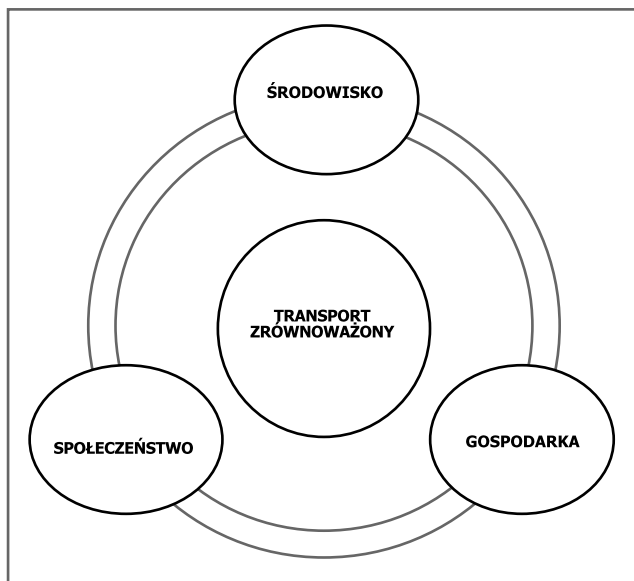 ŚRODOWISKO
TRANSPORT
ZRÓWNOWAŻONY
SPOŁECZEŃSTWO
GOSPODARKA